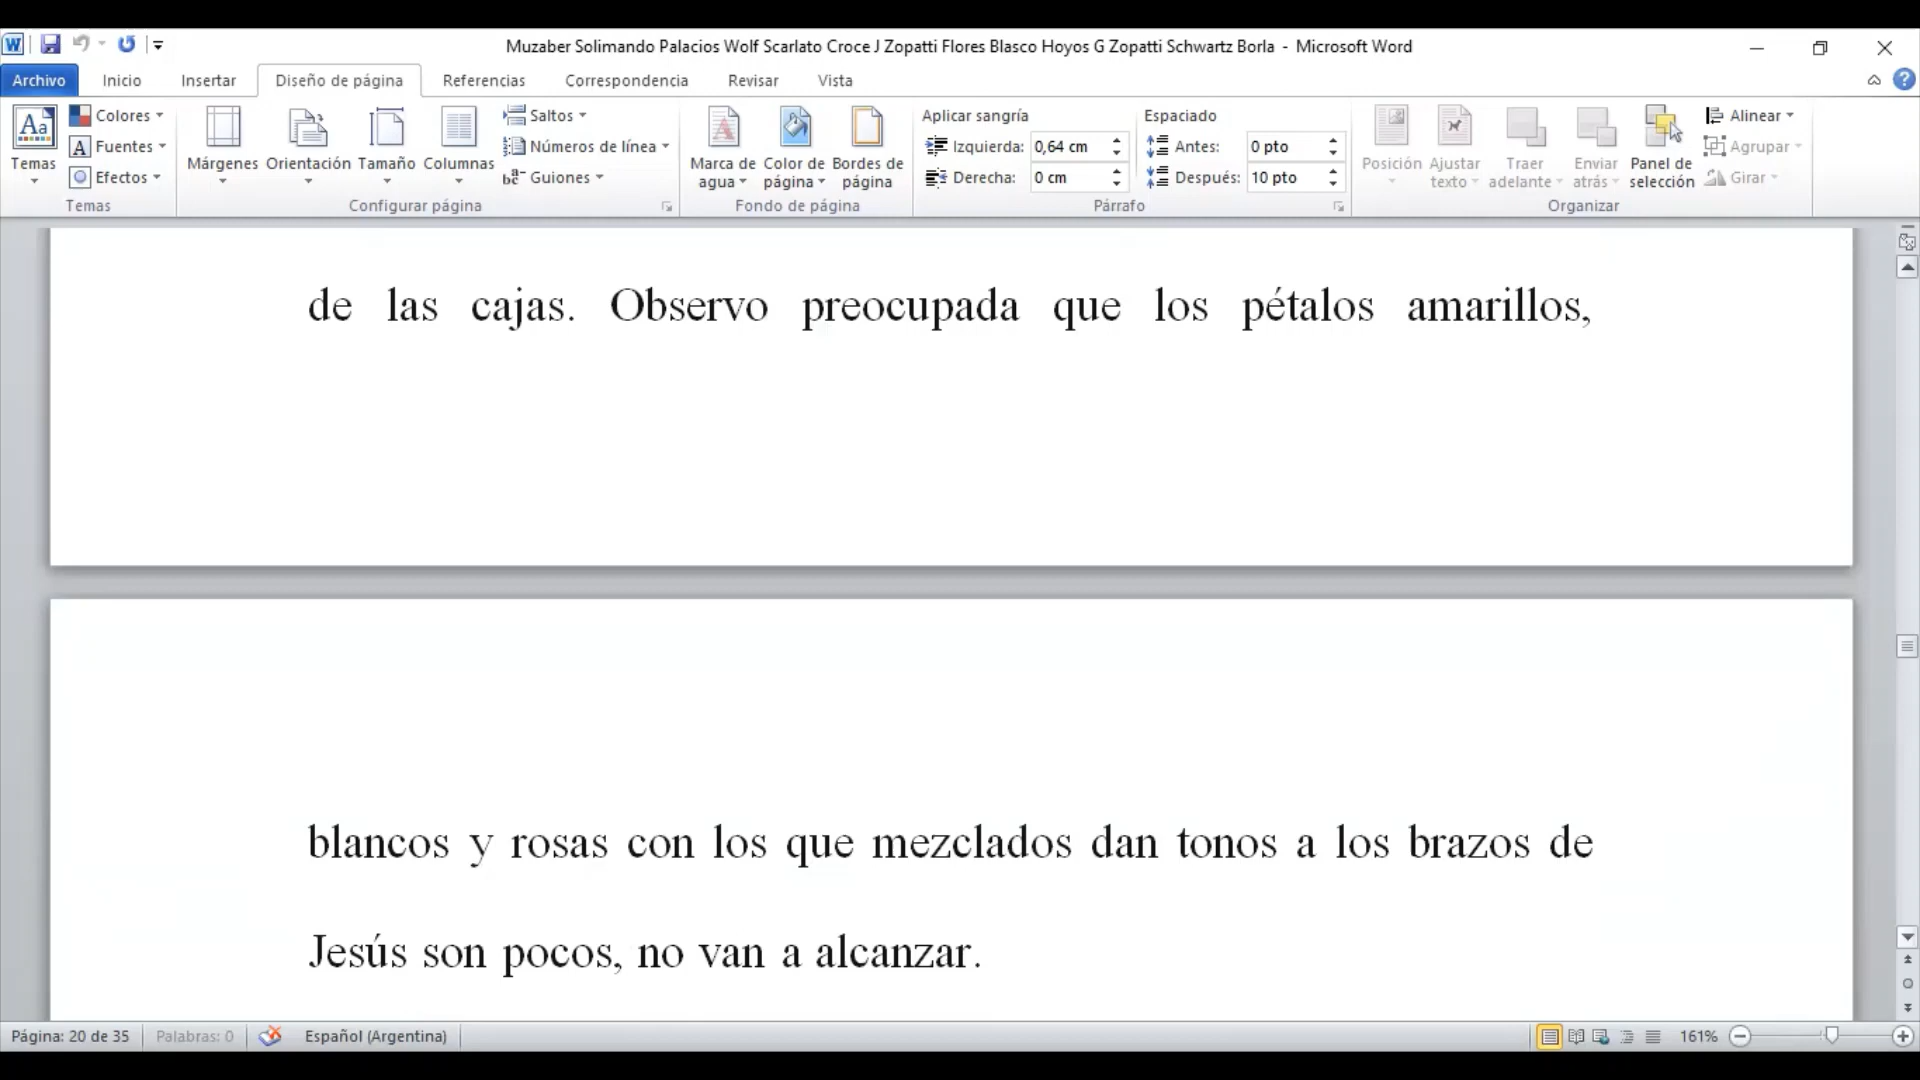 Muzaber Solimando Palacios Wolf Scarlato Croce J Zopatti Flores Blasco Hoyos G Zopatti Schwartz Borla - Microsoft Word
Archivo Inicio Insertar Diseño de página Referencias Correspondencia Revisar Vista
Temas
Colores
Fuentes
Efectos
Temas
Márgenes Orientación Tamaño Columnas
Saltos
Números de línea
Guiones
Configurar página
Marca de agua
Color de página
Bordes de página
Fondo de página
Aplicar sangría
Izquierda: 0,64 cm
Derecha: 0 cm
Espaciado
Antes: 0 pto
Después: 10 pto
Párrafo
Posición
Ajustar texto
Traer adelante
Enviar atrás
Panel de selección
Alinear
Agrupar
Girar
Organizar
de las cajas. Observo preocupada que los pétalos amarillos,
blancos y rosas con los que mezclados dan tonos a los brazos de
Jesús son pocos, no van a alcanzar.
Página: 20 de 35 Palabras: 0 Español (Argentina) 161%